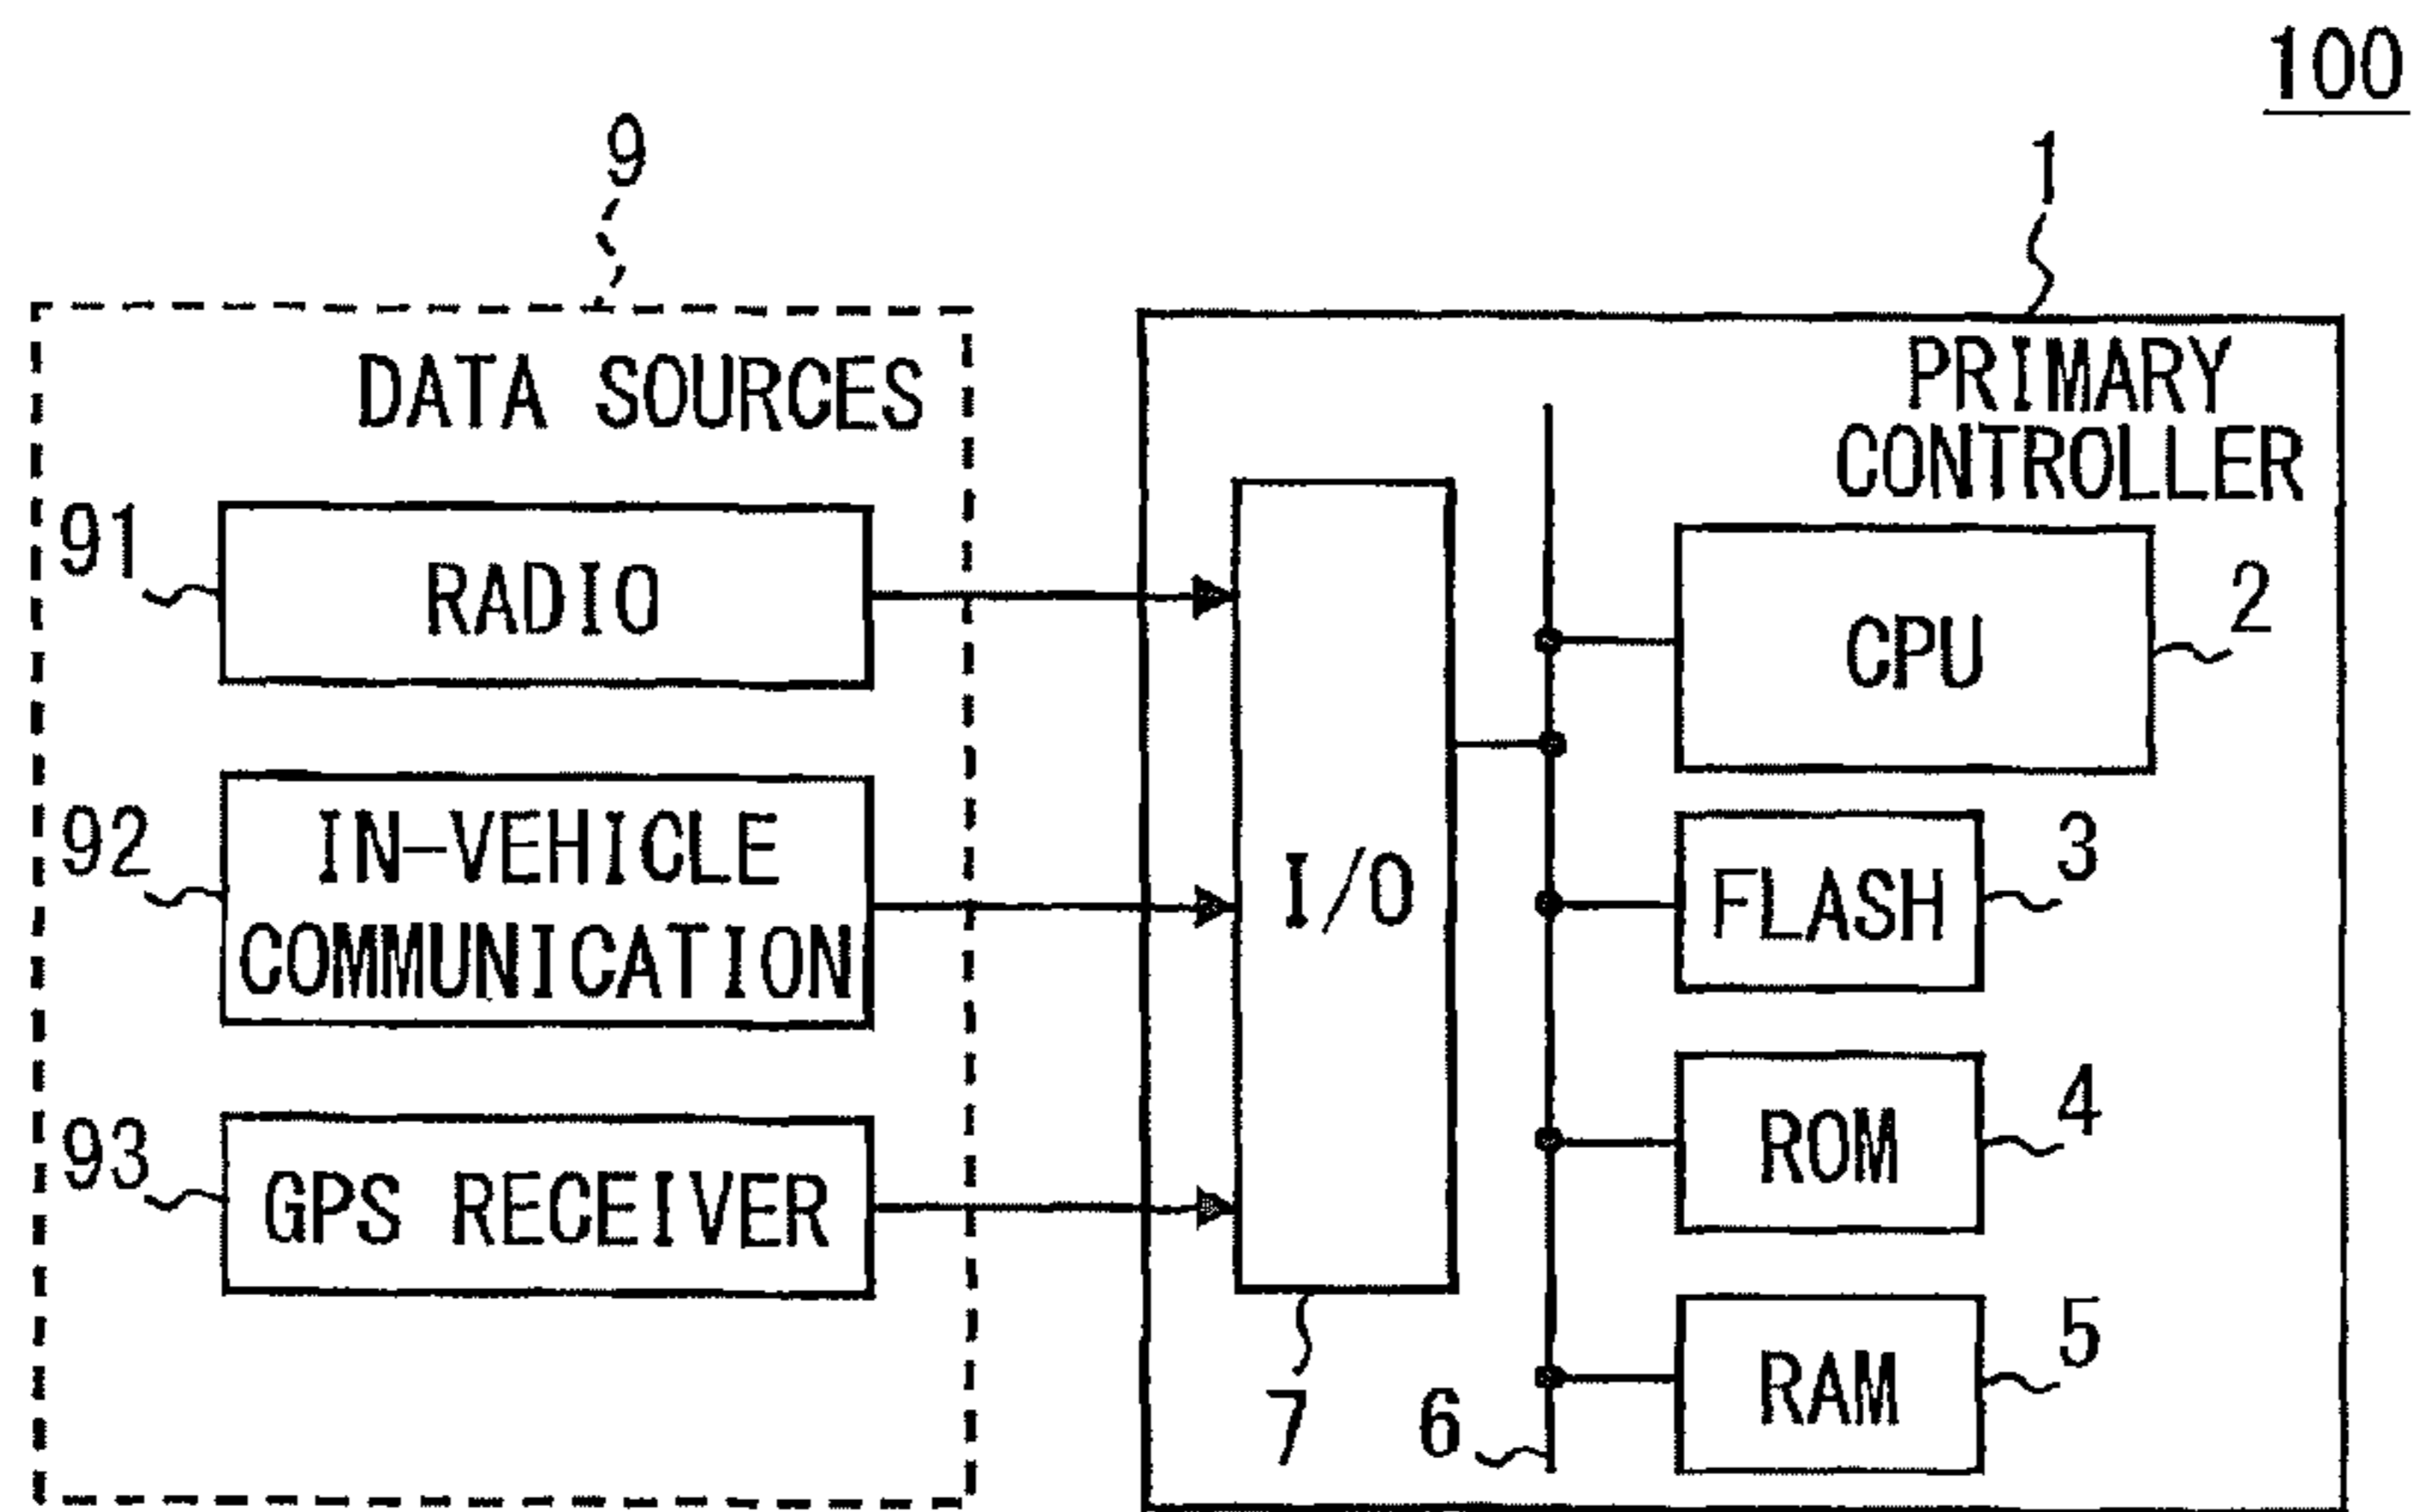 100
9
1
DATA SOURCES
PRIMARY
CONTROLLER
91
RADIO
CPU
2
92
IN-VEHICLE
COMMUNICATION
I/O
FLASH
3
93
GPS RECEIVER
ROM
4
RAM
5
7
6